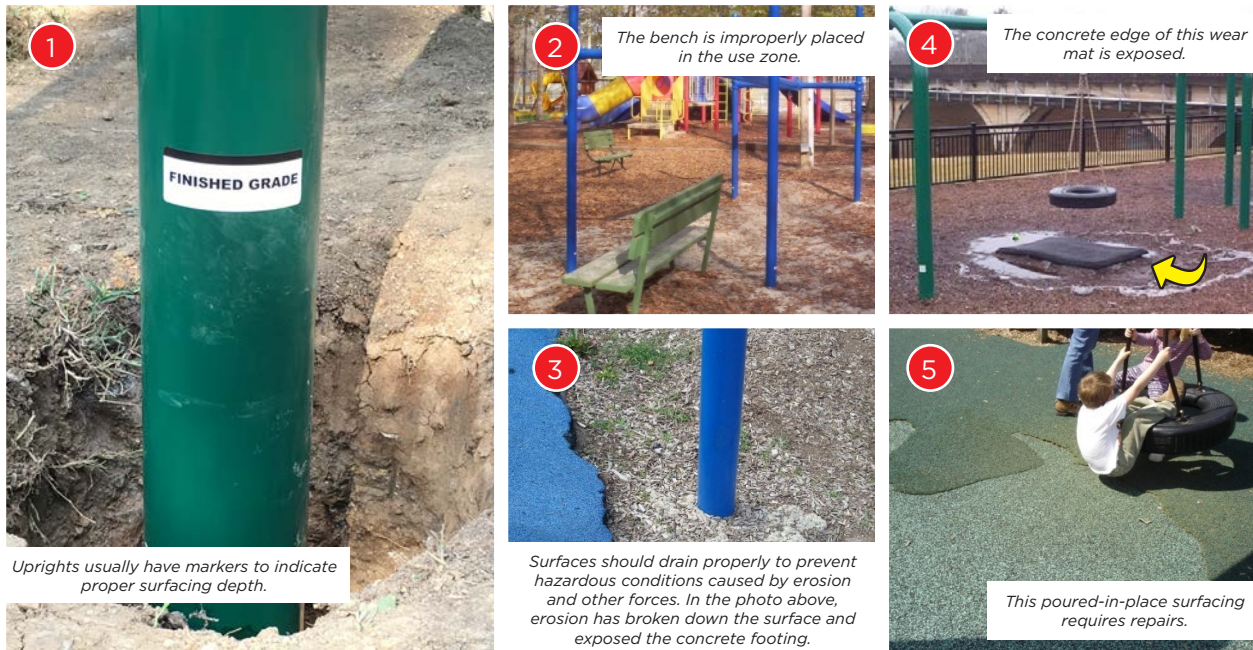 1
FINISHED GRADE
Uprights usually have markers to indicate
proper surfacing depth.
2
The bench is improperly placed
in the use zone.
3
Surfaces should drain properly to prevent
hazardous conditions caused by erosion
and other forces. In the photo above,
erosion has broken down the surface and
exposed the concrete footing.
4
The concrete edge of this wear
mat is exposed.
5
This poured-in-place surfacing
requires repairs.